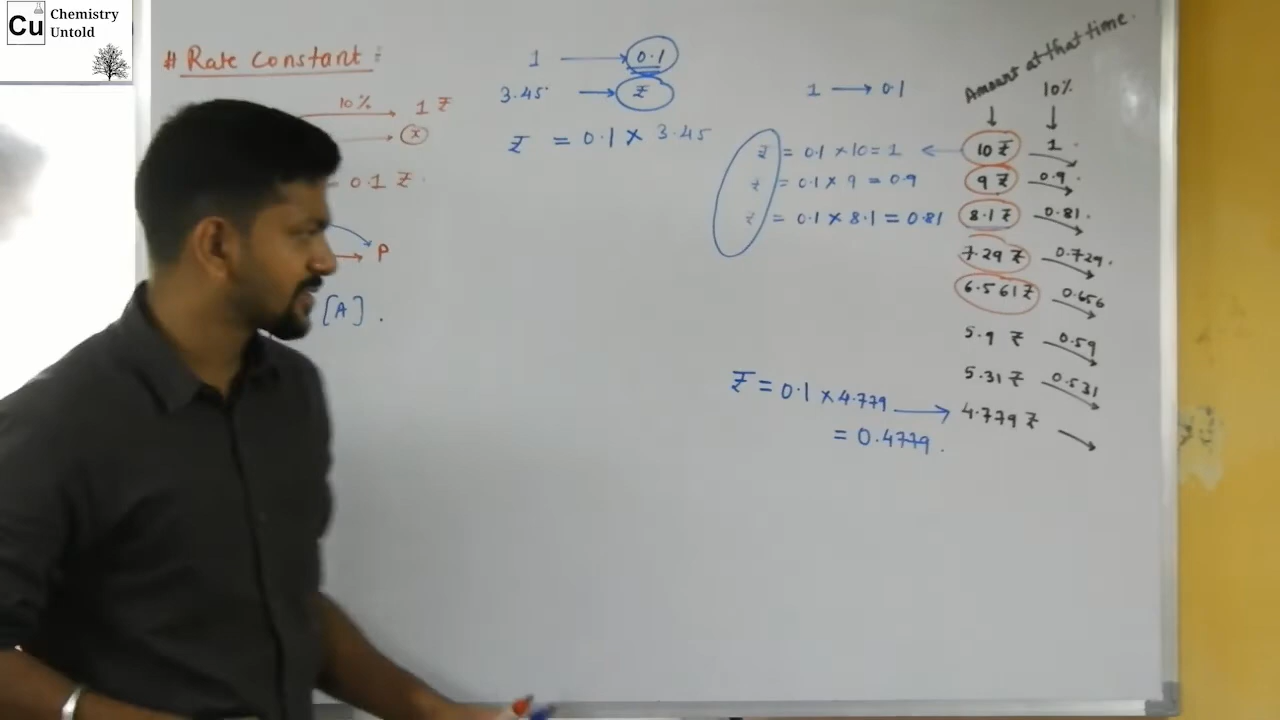 Cu
Chemistry
Untold
# Rate Constant :
10% 1 ₹
x
0.1 ₹
P
[A].
1 → 0.1
3.45 → ₹
₹ = 0.1 × 3.45
1 → 0.1
Amount at that time.
10%
₹ = 0.1 × 10 = 1 ← 10 ₹ 1
₹ = 0.1 × 9 = 0.9 9 ₹ 0.9
₹ = 0.1 × 8.1 = 0.81 8.1 ₹ 0.81
7.29 ₹ 0.729
6.561 ₹ 0.656
5.9 ₹ 0.59
5.31 ₹ 0.531
₹ = 0.1 × 4.779 → 4.779 ₹
= 0.4779.